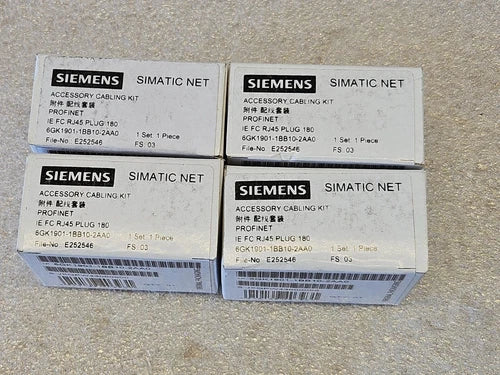 SIEMENS SIMATIC NET
ACCESSORY CABLING KIT
附件 配线套装
PROFINET
IE FC RJ45 PLUG 180
6GK1901-1BB10-2AA0 1 Set: 1 Piece
File-No: E252546 FS: 03
SIEMENS SIMATIC NET
ACCESSORY CABLING KIT
附件 配线套装
PROFINET
IE FC RJ45 PLUG 180
6GK1901-1BB10-2AA0 1 Set: 1 Piece
File-No: E252546 FS: 03
SIEMENS SIMATIC NET
ACCESSORY CABLING KIT
附件 配线套装
PROFINET
IE FC RJ45 PLUG 180
6GK1901-1BB10-2AA0 1 Set: 1 Piece
File-No: E252546 FS: 03
SIEMENS SIMATIC NET
ACCESSORY CABLING KIT
附件 配线套装
PROFINET
IE FC RJ45 PLUG 180
6GK1901-1BB10-2AA0 1 Set: 1 Piece
File-No: E252546 FS: 03